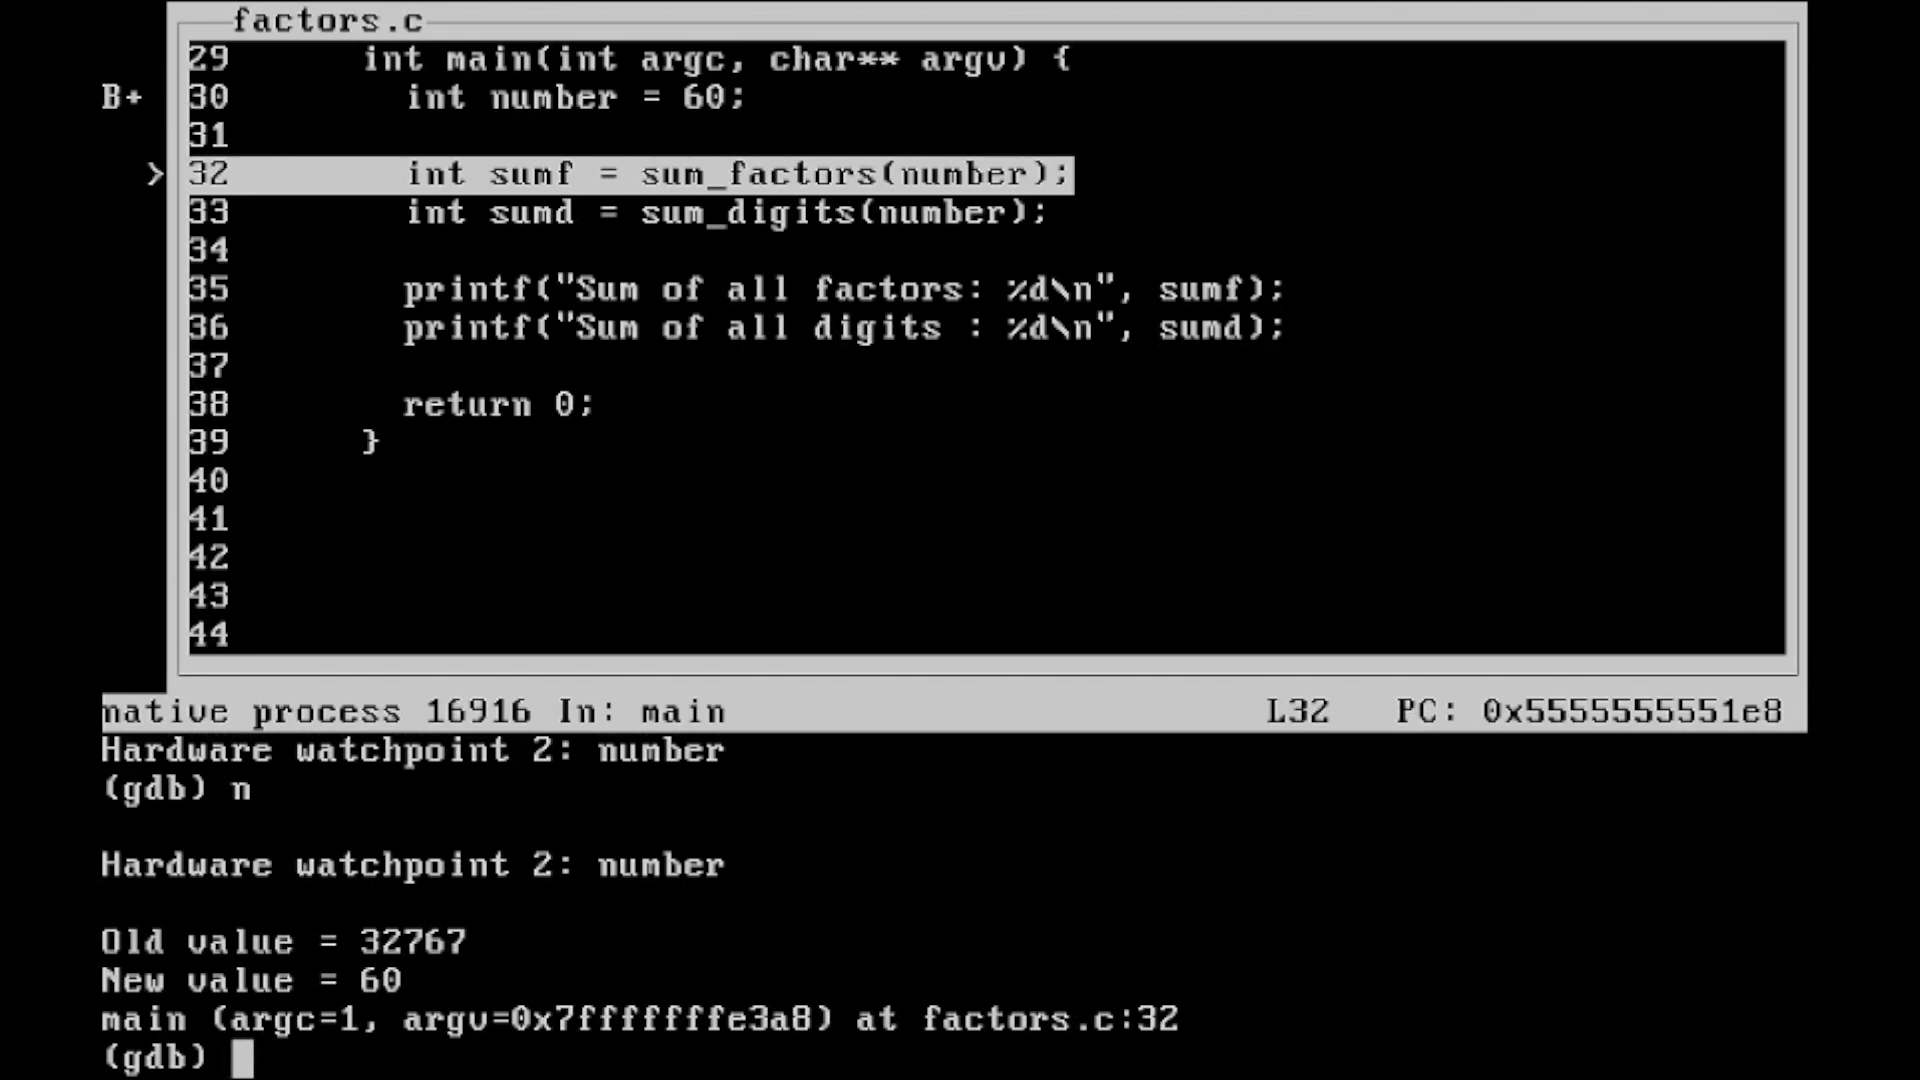 factors.c
29 int main(int argc, char** argv) {
B+ 30 int number = 60;
31
> 32 int sumf = sum_factors(number);
33 int sumd = sum_digits(number);
34
35 printf("Sum of all factors: %d\n", sumf);
36 printf("Sum of all digits : %d\n", sumd);
37
38 return 0;
39 }
40
41
42
43
44
native process 16916 In: main L32 PC: 0x5555555551e8
Hardware watchpoint 2: number
(gdb) n
Hardware watchpoint 2: number
Old value = 32767
New value = 60
main (argc=1, argv=0x7fffffffe3a8) at factors.c:32
(gdb)